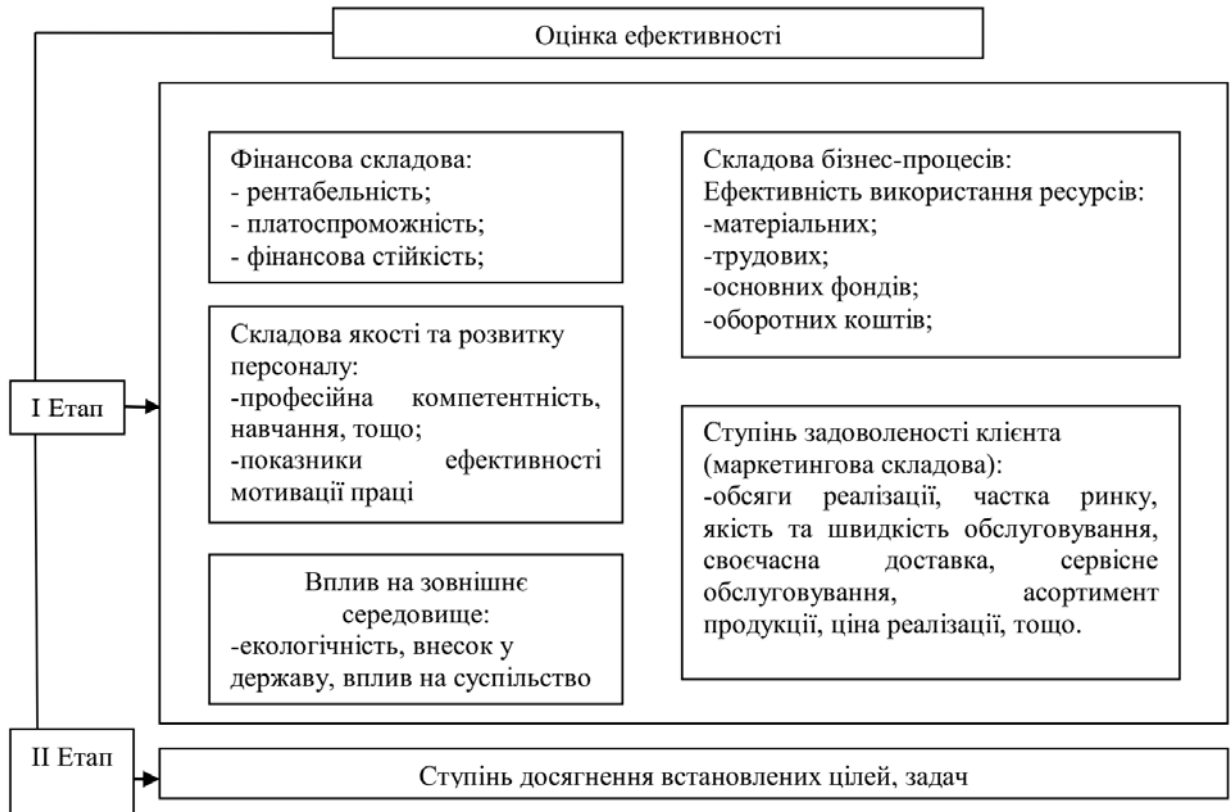 Оцінка ефективності
Фінансова складова:
- рентабельність;
- платоспроможність;
- фінансова стійкість;
Складова бізнес-процесів:
Ефективність використання ресурсів:
-матеріальних;
-трудових;
-основних фондів;
-оборотних коштів;
І Етап
Складова якості та розвитку
персоналу:
-професійна компетентність,
навчання, тощо;
-показники ефективності
мотивації праці
Ступінь задоволеності клієнта
(маркетингова складова):
-обсяги реалізації, частка ринку,
якість та швидкість обслуговування,
своєчасна доставка, сервісне
обслуговування, асортимент
продукції, ціна реалізації, тощо.
Вплив на зовнішнє
середовище:
-екологічність, внесок у
державу, вплив на суспільство
ІІ Етап
Ступінь досягнення встановлених цілей, задач